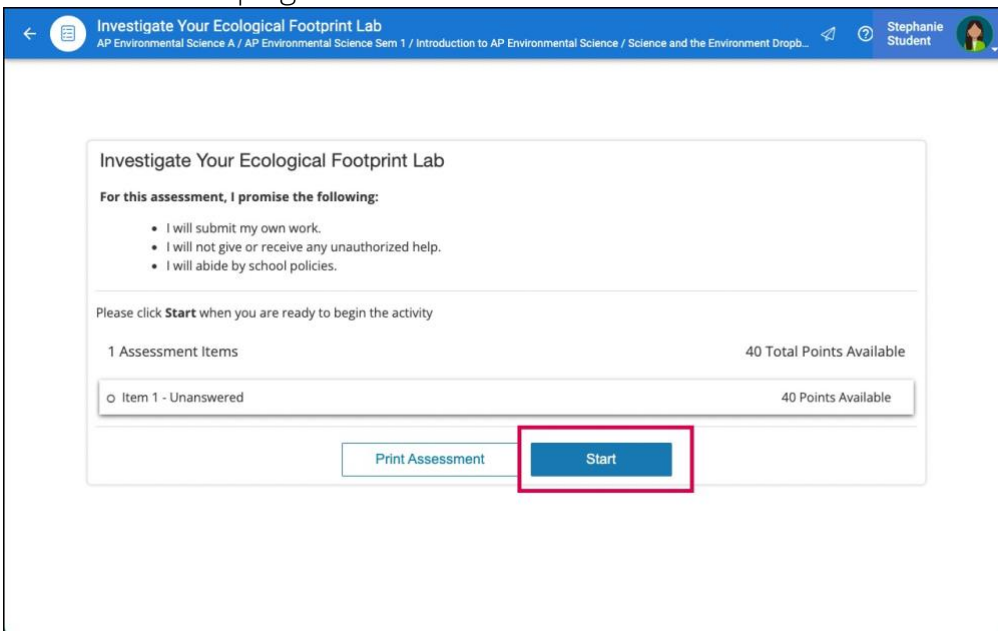 Investigate Your Ecological Footprint Lab
AP Environmental Science A / AP Environmental Science Sem 1 / Introduction to AP Environmental Science / Science and the Environment Dropb...
Stephanie
Student
Investigate Your Ecological Footprint Lab
For this assessment, I promise the following:
• I will submit my own work.
• I will not give or receive any unauthorized help.
• I will abide by school policies.
Please click Start when you are ready to begin the activity
1 Assessment Items
40 Total Points Available
Item 1 - Unanswered
40 Points Available
Print Assessment
Start